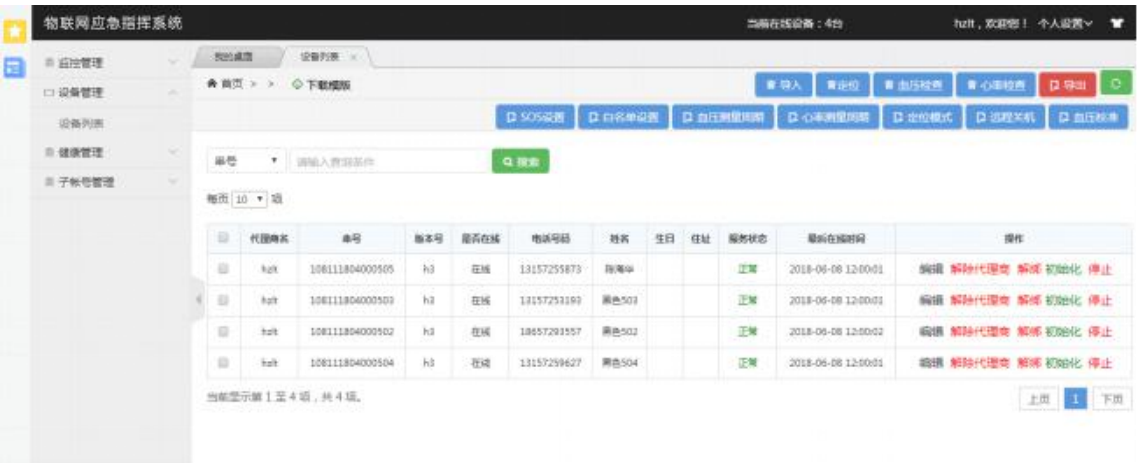 物联网应急指挥系统 当前在线设备：4台 hzlt，欢迎您！ 个人设置
监控管理
设备管理
设备列表
健康管理
子帐号管理
我的桌面 设备列表 ×
首页 > > 下载模版
导入 定位 血压检查 心率检查 导出
SOS设置 白名单设置 血压测量周期 心率测量周期 定位模式 远程关机 血压标准
串号 请输入查询条件 搜索
每页 10 项
代理商名 串号 版本号 是否在线 电话号码 姓名 生日 住址 服务状态 最后在线时间 操作
hzlt 108111804000505 h3 在线 13157255873 正常 2018-06-08 12:00:01 编辑 解除代理商 解绑 初始化 停止
hzlt 108111804000503 h3 在线 13157253193 黑色503 正常 2018-06-08 12:00:01 编辑 解除代理商 解绑 初始化 停止
hzlt 108111804000502 h3 在线 18657293557 黑色502 正常 2018-06-08 12:00:02 编辑 解除代理商 解绑 初始化 停止
hzlt 108111804000504 h3 在线 13157259627 黑色504 正常 2018-06-08 12:00:01 编辑 解除代理商 解绑 初始化 停止
当前显示第 1 至 4 项，共 4 项。 上页 1 下页